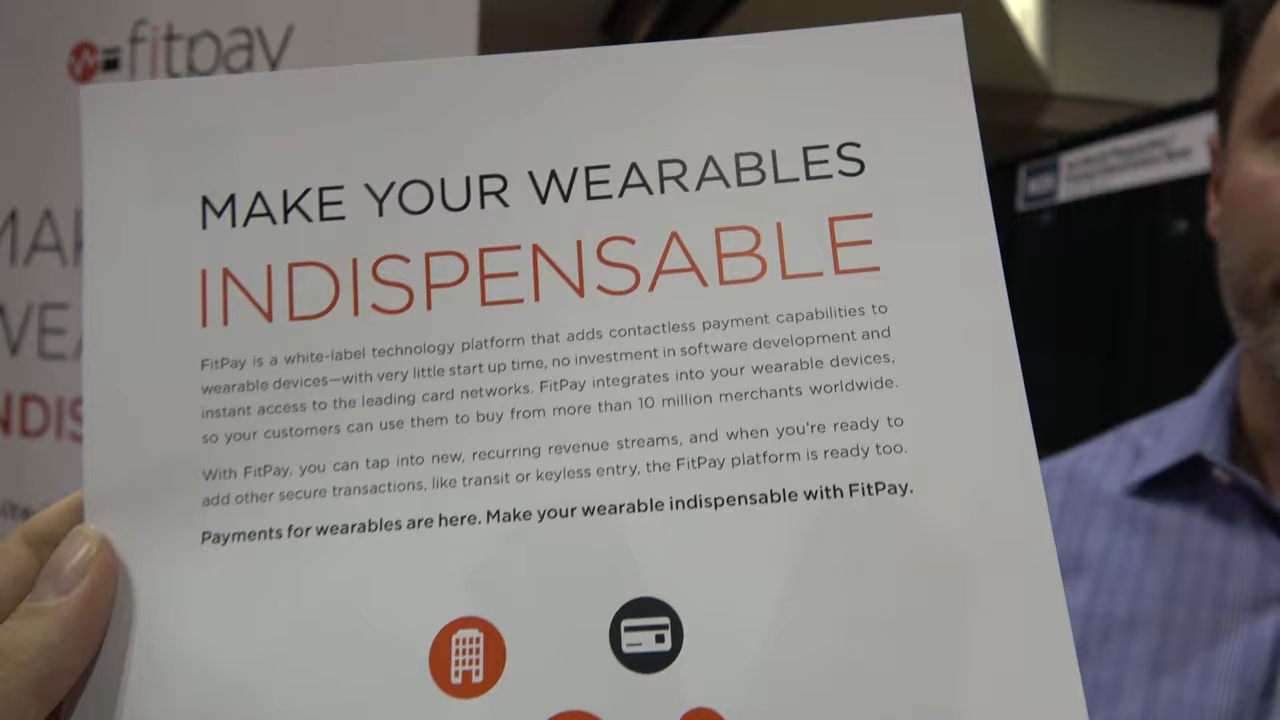 fitpay
MAKE YOUR WEARABLES
INDISPENSABLE
FitPay is a white-label technology platform that adds contactless payment capabilities to
wearable devices—with very little start up time, no investment in software development and
instant access to the leading card networks. FitPay integrates into your wearable devices,
so your customers can use them to buy from more than 10 million merchants worldwide.
With FitPay, you can tap into new, recurring revenue streams, and when you're ready to
add other secure transactions, like transit or keyless entry, the FitPay platform is ready too.
Payments for wearables are here. Make your wearable indispensable with FitPay.
MAK
WEA
NDIS